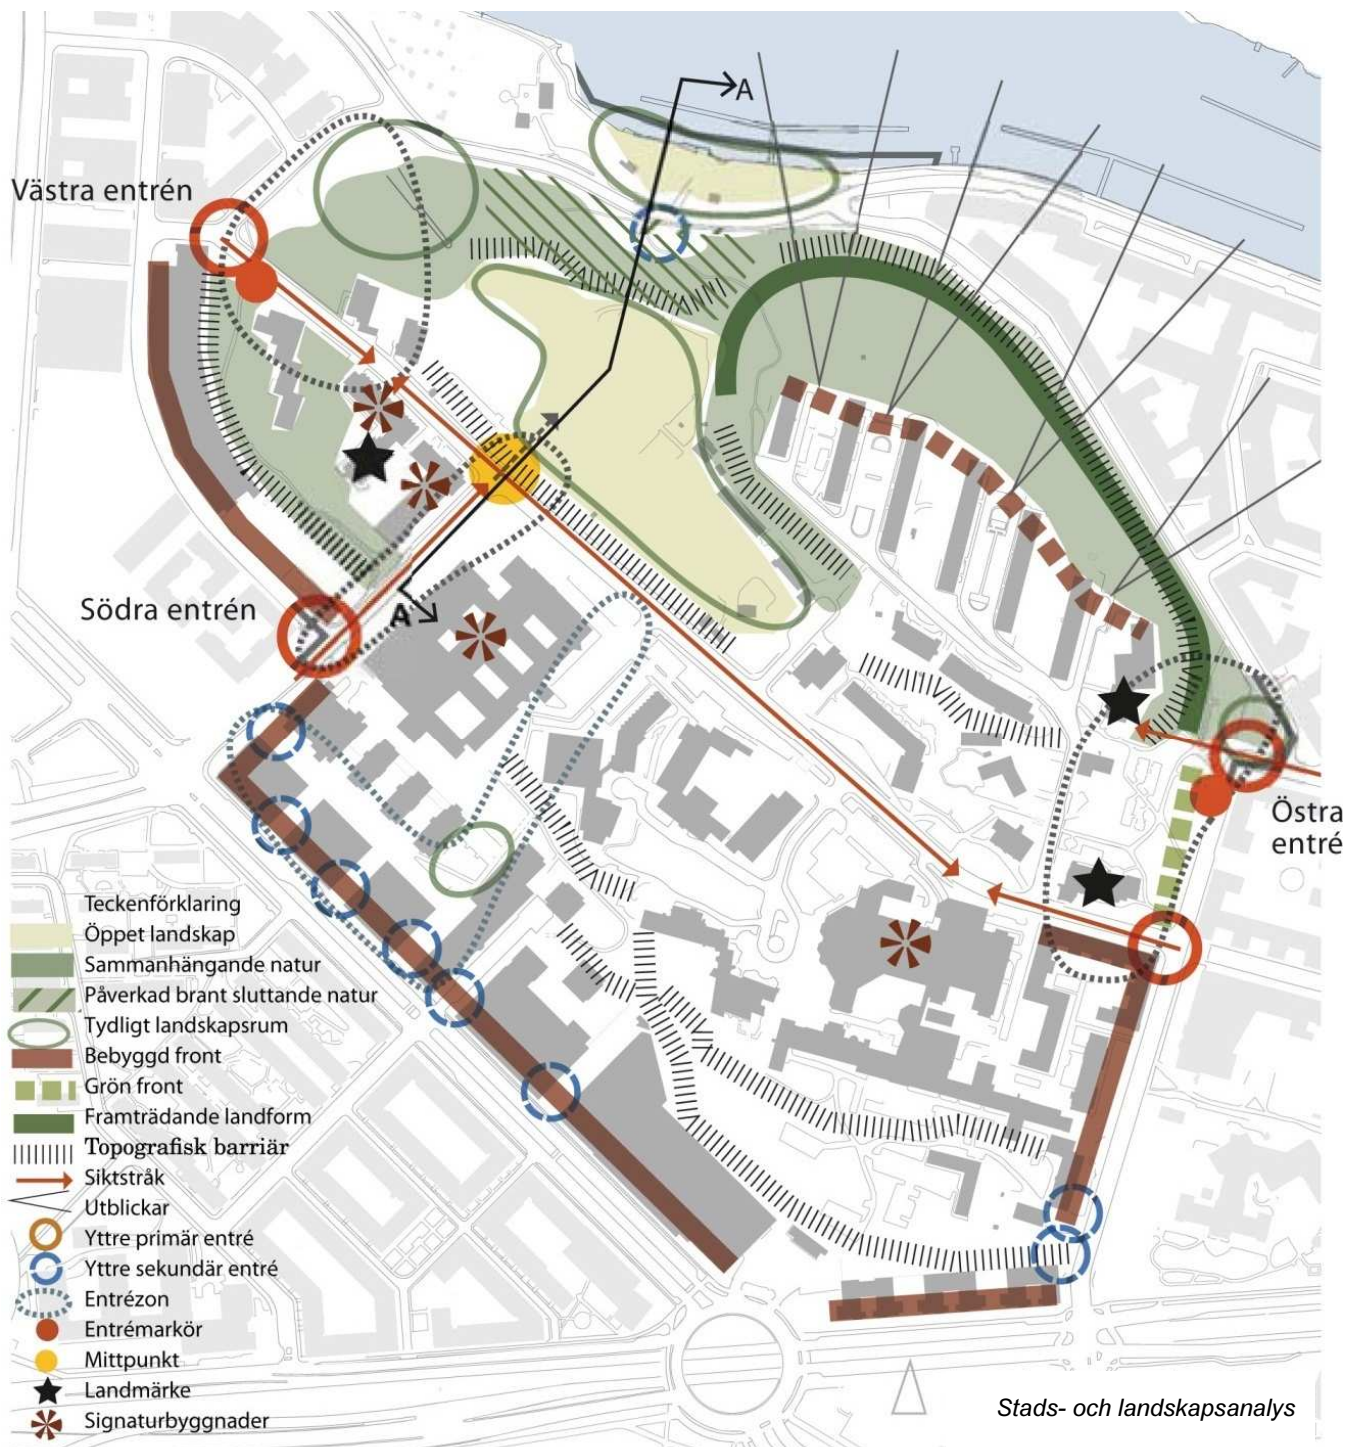 A
Västra entrén
Södra entrén
A
Östra
entré
Teckenförklaring
Öppet landskap
Sammanhängande natur
Påverkad brant sluttande natur
Tydligt landskapsrum
Bebyggd front
Grön front
Framträdande landform
Topografisk barriär
Siktstråk
Utblickar
Yttre primär entré
Yttre sekundär entré
Entrézon
Entrémarkör
Mittpunkt
Landmärke
Signaturbyggnader
Stads- och landskapsanalys